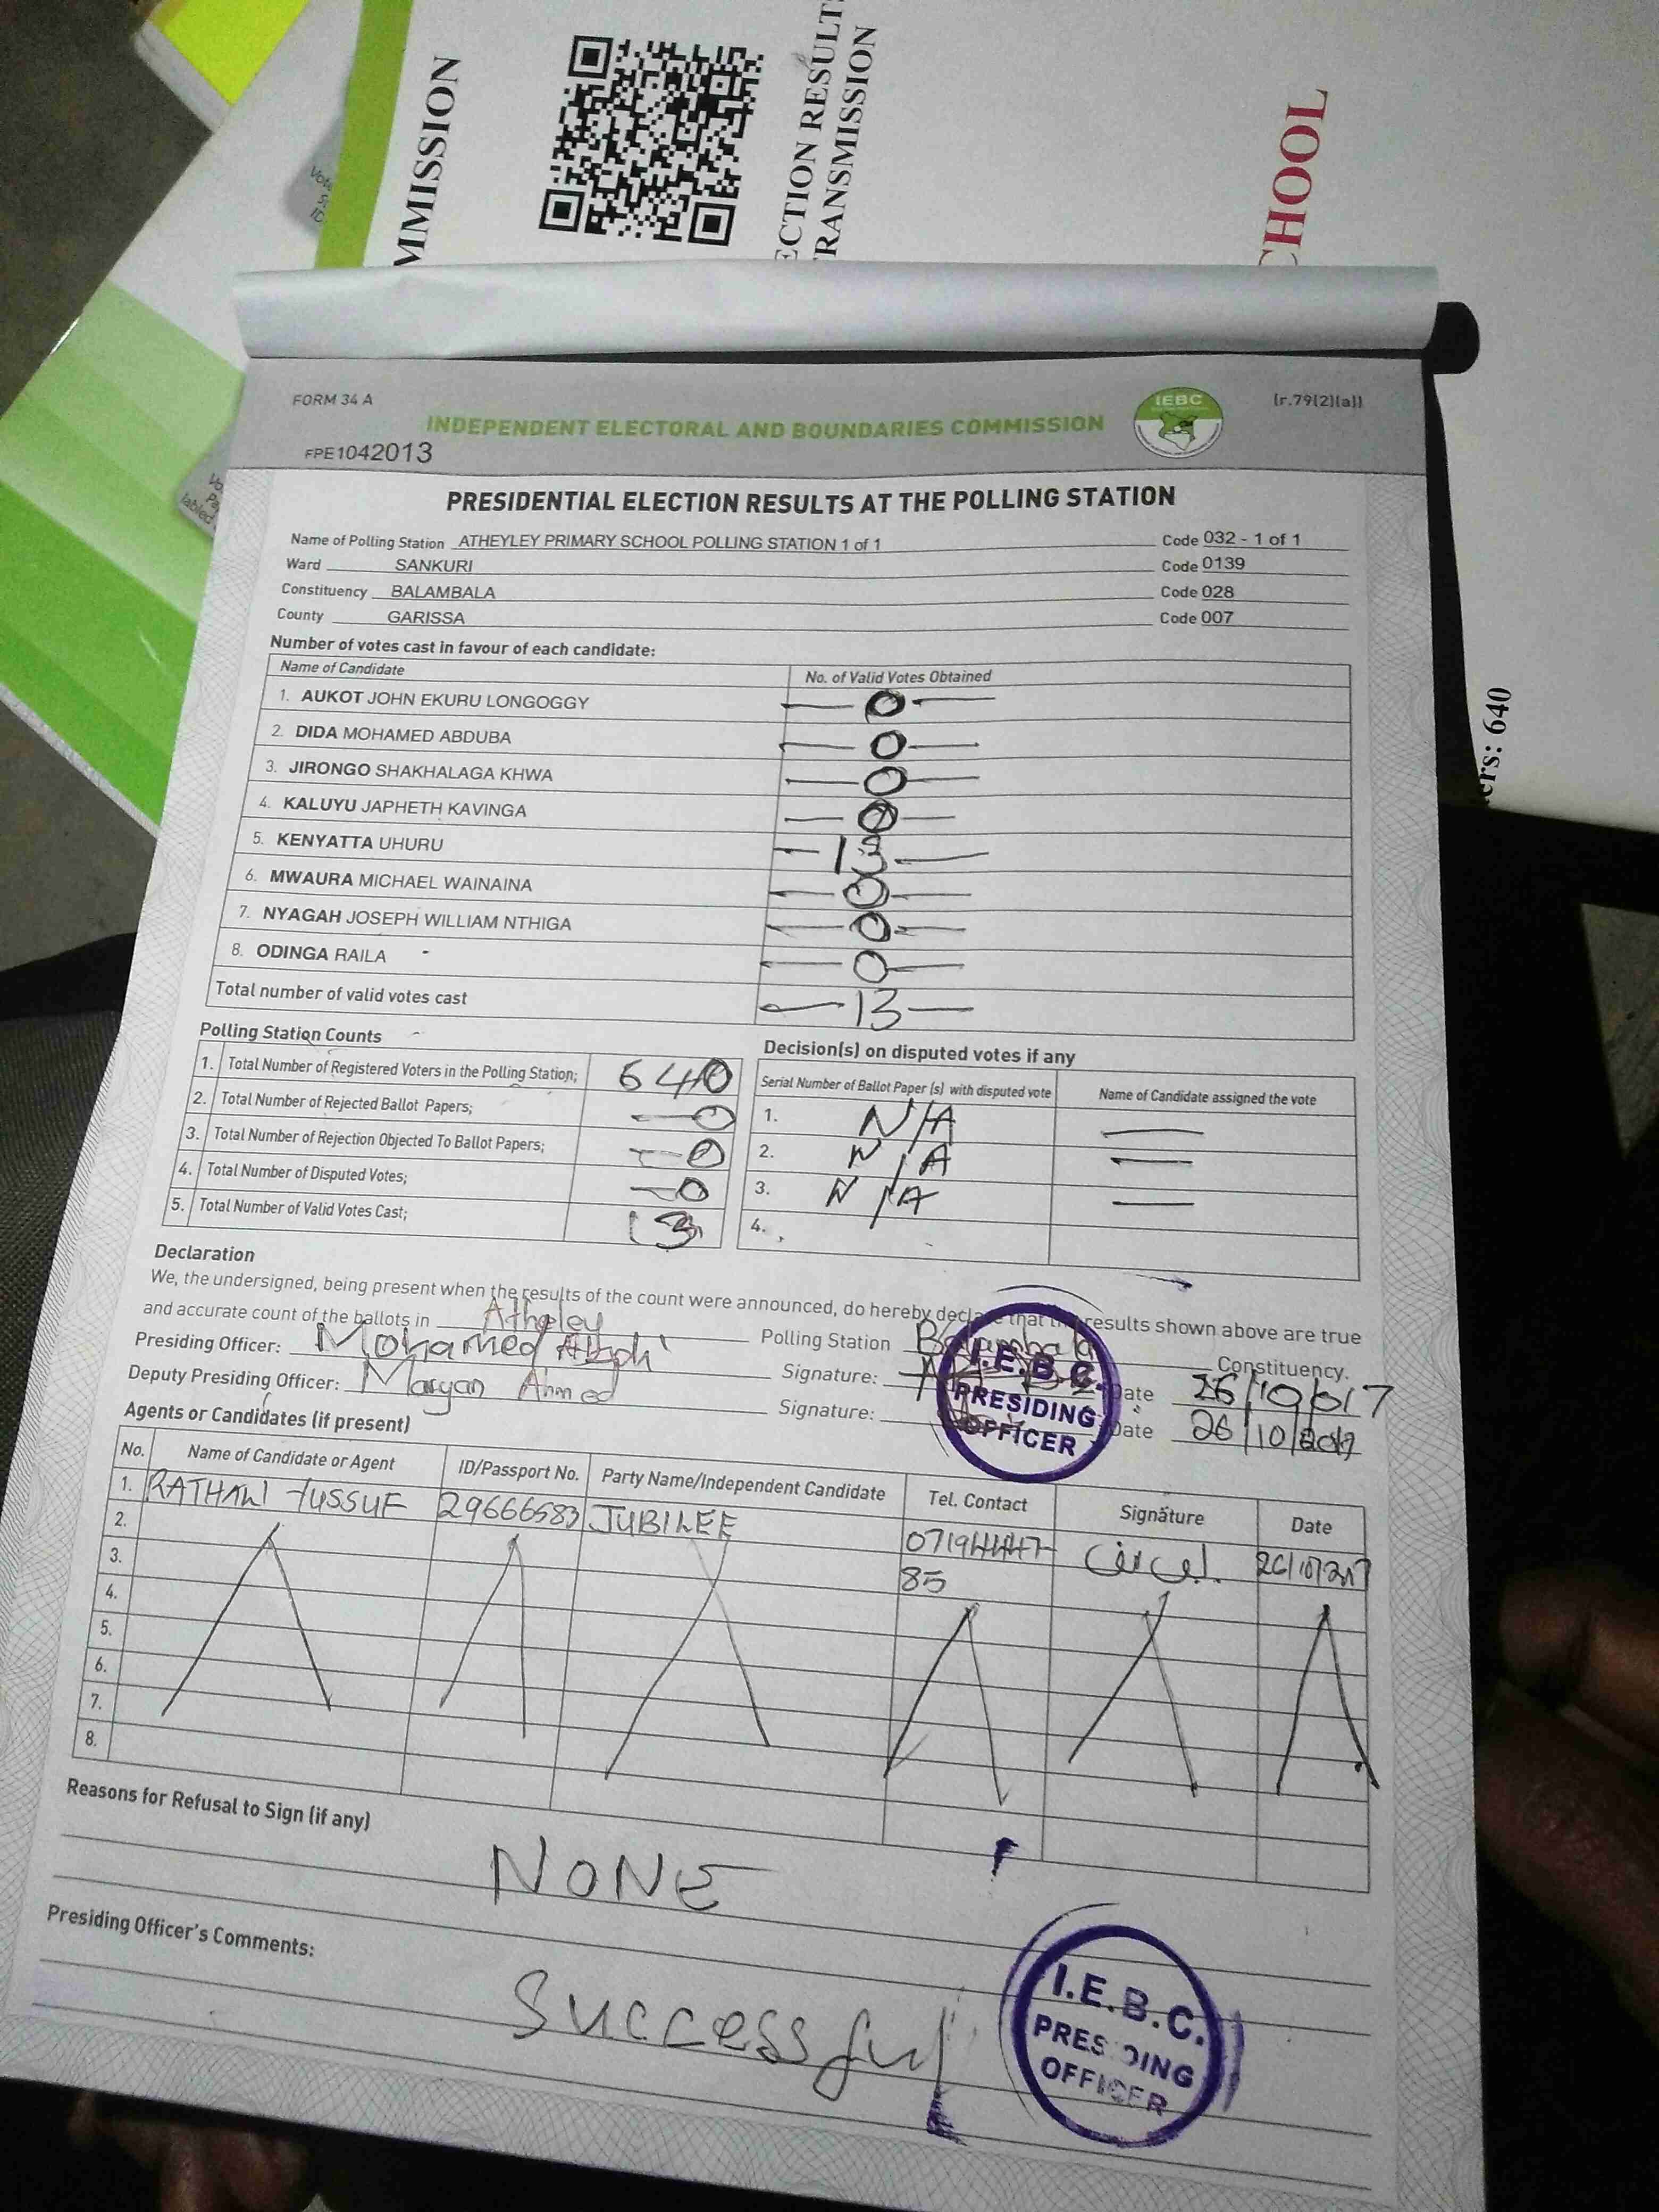 MMISSION
ECTION RESULT
TRANSMISSION
CHOOL
ers: 640
FORM 34 A
(r.79(2)(a))
IEBC
INDEPENDENT ELECTORAL AND BOUNDARIES COMMISSION
FPE1042013
PRESIDENTIAL ELECTION RESULTS AT THE POLLING STATION
Name of Polling Station ATHEYLEY PRIMARY SCHOOL POLLING STATION 1 of 1 Code 032 - 1 of 1
Ward SANKURI Code 0139
Constituency BALAMBALA Code 028
County GARISSA Code 007
Number of votes cast in favour of each candidate:
Name of Candidate No. of Valid Votes Obtained
1. AUKOT JOHN EKURU LONGOGGY 0
2. DIDA MOHAMED ABDUBA 0
3. JIRONGO SHAKHALAGA KHWA 0
4. KALUYU JAPHETH KAVINGA 0
5. KENYATTA UHURU 13
6. MWAURA MICHAEL WAINAINA 0
7. NYAGAH JOSEPH WILLIAM NTHIGA 0
8. ODINGA RAILA 0
Total number of valid votes cast 13
Polling Station Counts
1. Total Number of Registered Voters in the Polling Station; 640
2. Total Number of Rejected Ballot Papers; 0
3. Total Number of Rejection Objected To Ballot Papers; 0
4. Total Number of Disputed Votes; 0
5. Total Number of Valid Votes Cast; 13
Decision(s) on disputed votes if any
Serial Number of Ballot Paper (s) with disputed vote Name of Candidate assigned the vote
1. N/A
2. N/A
3. N/A
4.
Declaration
We, the undersigned, being present when the results of the count were announced, do hereby declare that the results shown above are true
and accurate count of the ballots in Atheley Polling Station Balambala Constituency.
Presiding Officer: Mohamed Signature: Date 26/10/017
Deputy Presiding Officer: Maryan Ahmed Signature: Date 26/10/2017
I.E.B.C.
PRESIDING
OFFICER
Agents or Candidates (if present)
No. Name of Candidate or Agent ID/Passport No. Party Name/Independent Candidate Tel. Contact Signature Date
1. RATHAWI YUSSUF 29666583 JUBILEE 26/10/2017
85
2.
3.
4.
5.
6.
7.
8.
Reasons for Refusal to Sign (if any)
NONE
Presiding Officer's Comments:
Successful
I.E.B.C.
PRESIDING
OFFICER